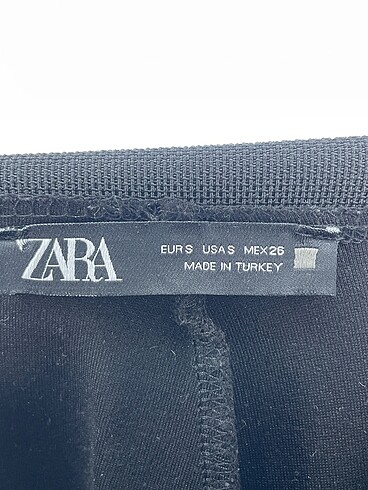 ZARA
EUR S USA S MEX 26
MADE IN TURKEY